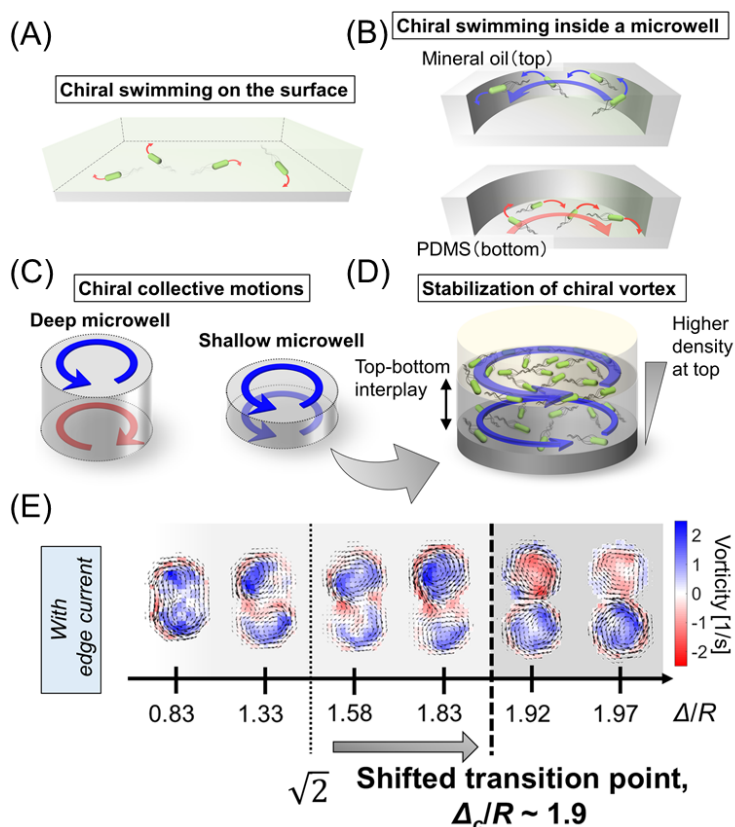 (A)
Chiral swimming on the surface
(B)
Chiral swimming inside a microwell
Mineral oil(top)
PDMS(bottom)
(C)
Chiral collective motions
Deep microwell
Shallow microwell
(D)
Stabilization of chiral vortex
Top-bottom
interplay
Higher
density
at top
(E)
With
edge current
2
1
0
-1
-2
Vorticity [1/s]
0.83 1.33 1.58 1.83 1.92 1.97 Δ/R
√2
Shifted transition point,
Δc/R ~ 1.9